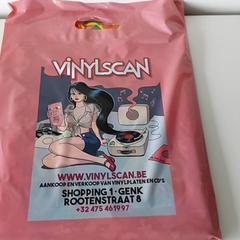 VINYLSCAN
WWW.VINYLSCAN.BE
AANKOOP EN VERKOOP VAN VINYLPLATEN EN CD'S
SHOPPING 1 - GENK
ROOTENSTRAAT 8
+32 475 461997